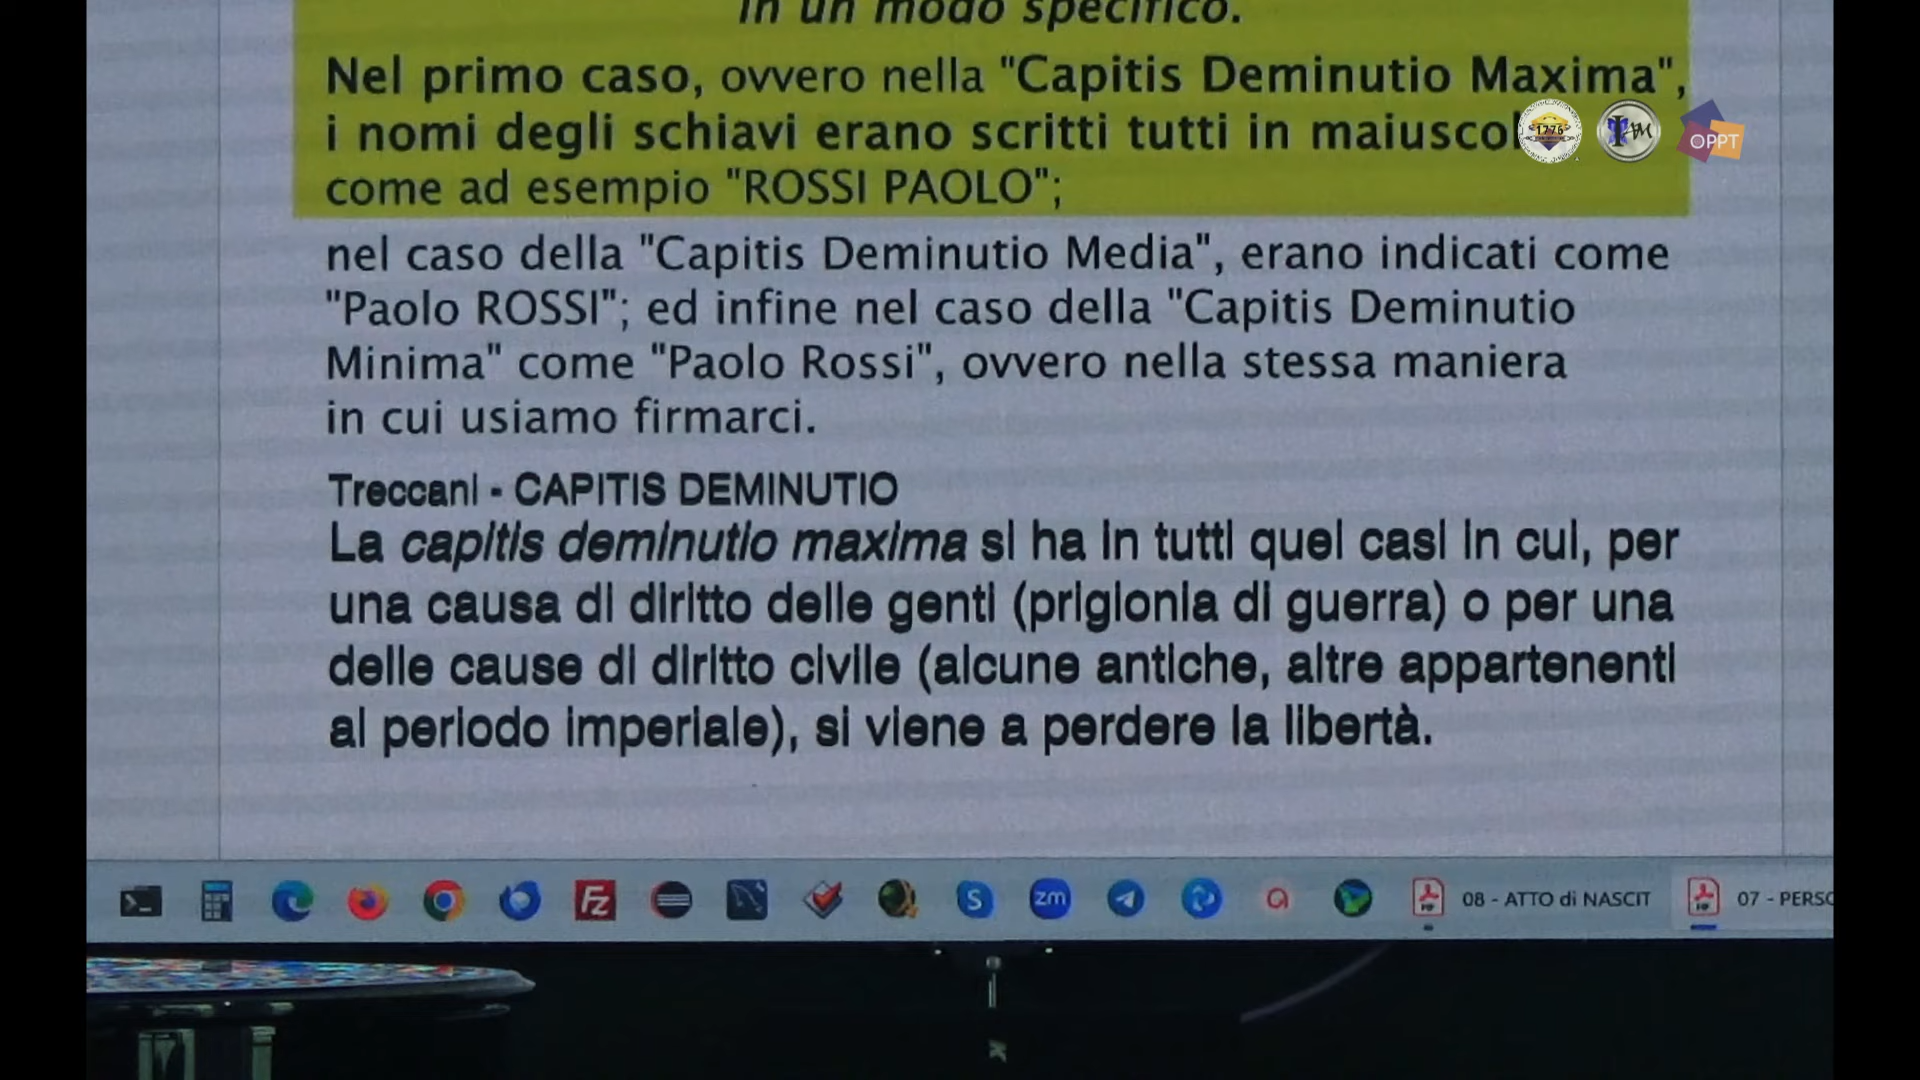 in un modo specifico.
Nel primo caso, ovvero nella "Capitis Deminutio Maxima",
i nomi degli schiavi erano scritti tutti in maiuscol
come ad esempio "ROSSI PAOLO";
nel caso della "Capitis Deminutio Media", erano indicati come
"Paolo ROSSI"; ed infine nel caso della "Capitis Deminutio
Minima" come "Paolo Rossi", ovvero nella stessa maniera
in cui usiamo firmarci.
Treccani - CAPITIS DEMINUTIO
La capitis deminutio maxima si ha in tutti quei casi in cui, per
una causa di diritto delle genti (prigionia di guerra) o per una
delle cause di diritto civile (alcune antiche, altre appartenenti
al periodo imperiale), si viene a perdere la libertà.
1776
OPPT
Fz
S
zm
08 - ATTO di NASCIT
07 - PERSO